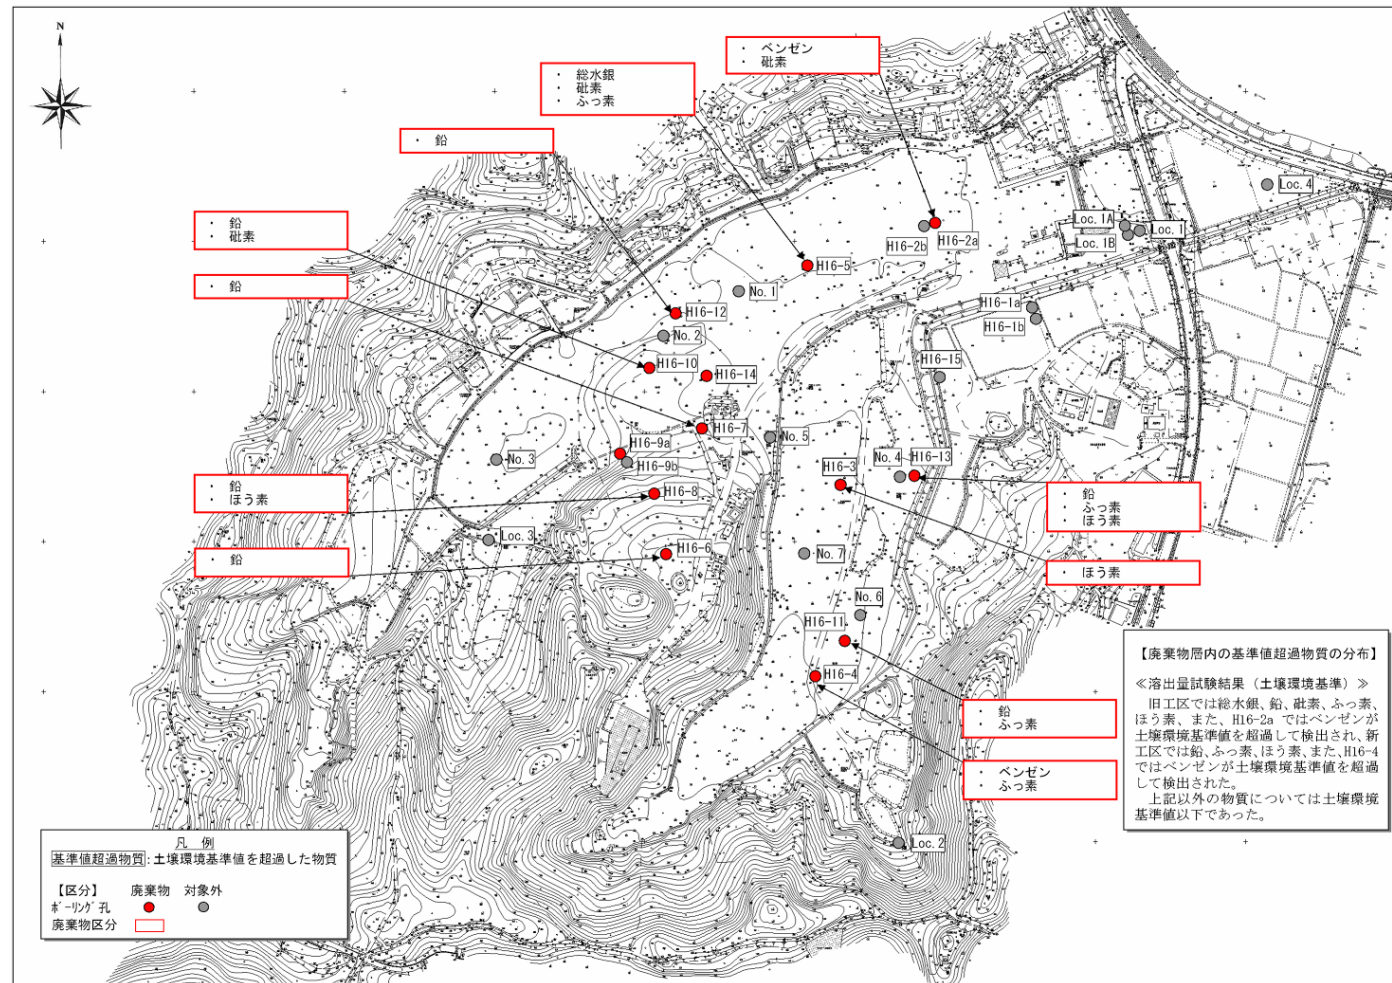 N
・ ベンゼン
・ 砒素
・ 総水銀
・ 砒素
・ ふっ素
・ 鉛
・ 鉛
・ 砒素
・ 鉛
・ 鉛
・ ほう素
・ 鉛
・ 鉛
・ ふっ素
・ ほう素
・ ほう素
・ 鉛
・ ふっ素
・ ベンゼン
・ ふっ素
Loc. 4
Loc. 1A
Loc. 1
Loc. 1B
H16-2b
H16-2a
H16-5
No. 1
H16-1a
H16-1b
H16-12
No. 2
H16-10
H16-14
H16-15
H16-7
No. 5
H16-9a
H16-9b
No. 3
H16-3
No. 4
H16-13
H16-8
Loc. 3
H16-6
No. 7
No. 6
H16-11
H16-4
Loc. 2
【廃棄物層内の基準値超過物質の分布】
≪溶出量試験結果（土壌環境基準）≫
旧工区では総水銀、鉛、砒素、ふっ素、
ほう素、また、H16-2a ではベンゼンが
土壌環境基準値を超過して検出され、新
工区では鉛、ふっ素、ほう素、また、H16-4
ではベンゼンが土壌環境基準値を超過
して検出された。
上記以外の物質については土壌環境
基準値以下であった。
凡 例
基準値超過物質：土壌環境基準値を超過した物質
【区分】 廃棄物 対象外
ボーリング孔
廃棄物区分